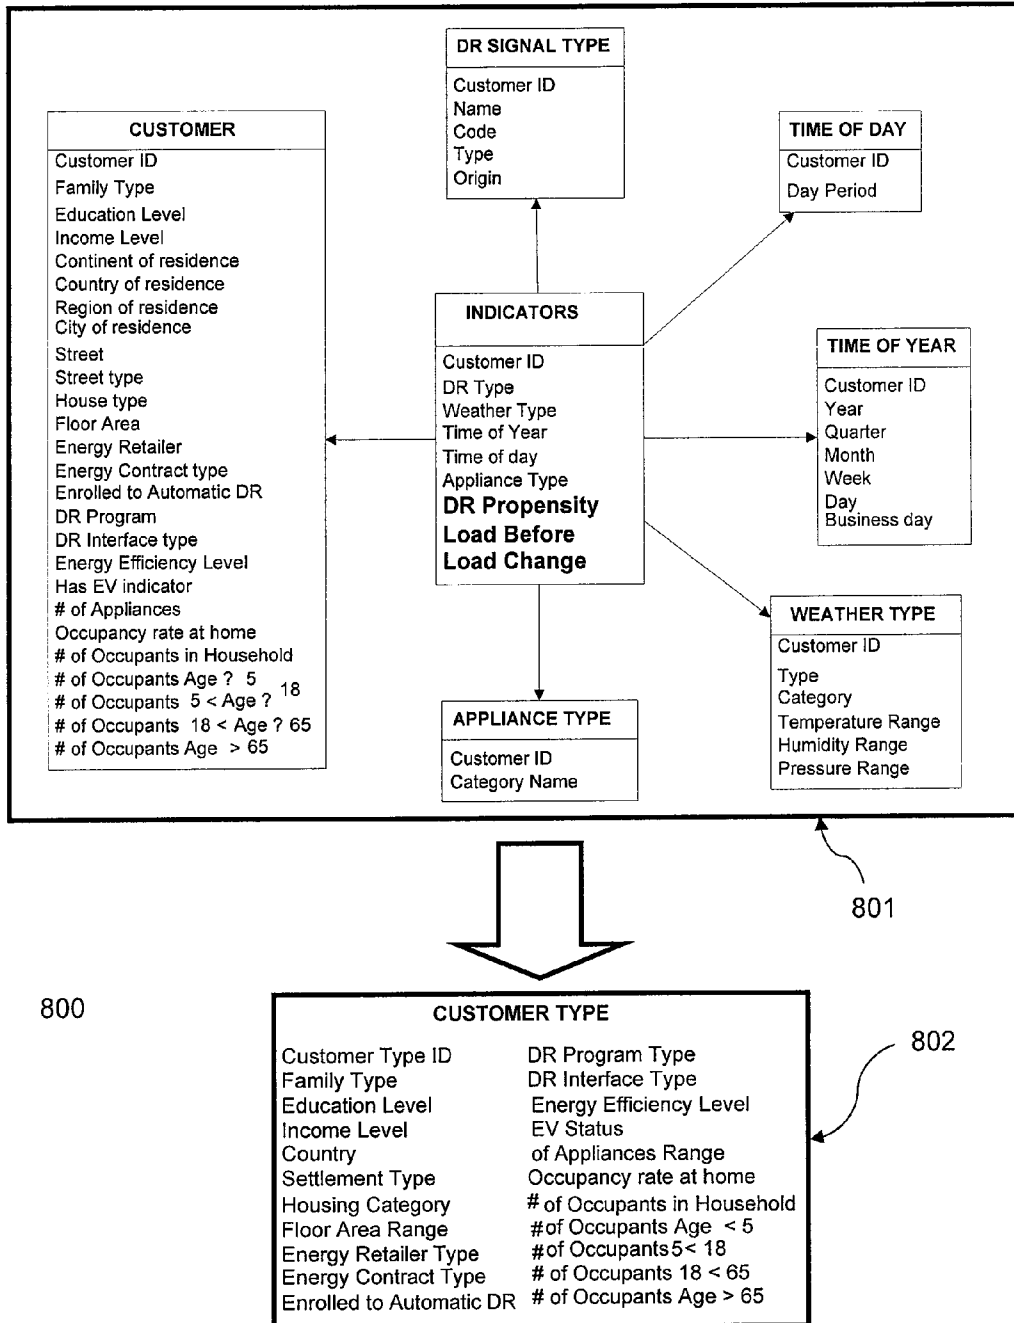 DR SIGNAL TYPE
Customer ID
Name
Code
Type
Origin
CUSTOMER
Customer ID
Family Type
Education Level
Income Level
Continent of residence
Country of residence
Region of residence
City of residence
Street
Street type
House type
Floor Area
Energy Retailer
Energy Contract type
Enrolled to Automatic DR
DR Program
DR Interface type
Energy Efficiency Level
Has EV indicator
# of Appliances
Occupancy rate at home
# of Occupants in Household
# of Occupants Age ? 5
# of Occupants 5 < Age ? 18
# of Occupants 18 < Age ? 65
# of Occupants Age > 65
TIME OF DAY
Customer ID
Day Period
INDICATORS
Customer ID
DR Type
Weather Type
Time of Year
Time of day
Appliance Type
DR Propensity
Load Before
Load Change
TIME OF YEAR
Customer ID
Year
Quarter
Month
Week
Day
Business day
WEATHER TYPE
Customer ID
Type
Category
Temperature Range
Humidity Range
Pressure Range
APPLIANCE TYPE
Customer ID
Category Name
801
800
802
CUSTOMER TYPE
Customer Type ID
Family Type
Education Level
Income Level
Country
Settlement Type
Housing Category
Floor Area Range
Energy Retailer Type
Energy Contract Type
Enrolled to Automatic DR
DR Program Type
DR Interface Type
Energy Efficiency Level
EV Status
of Appliances Range
Occupancy rate at home
# of Occupants in Household
#of Occupants Age < 5
#of Occupants5< 18
# of Occupants 18 < 65
# of Occupants Age > 65